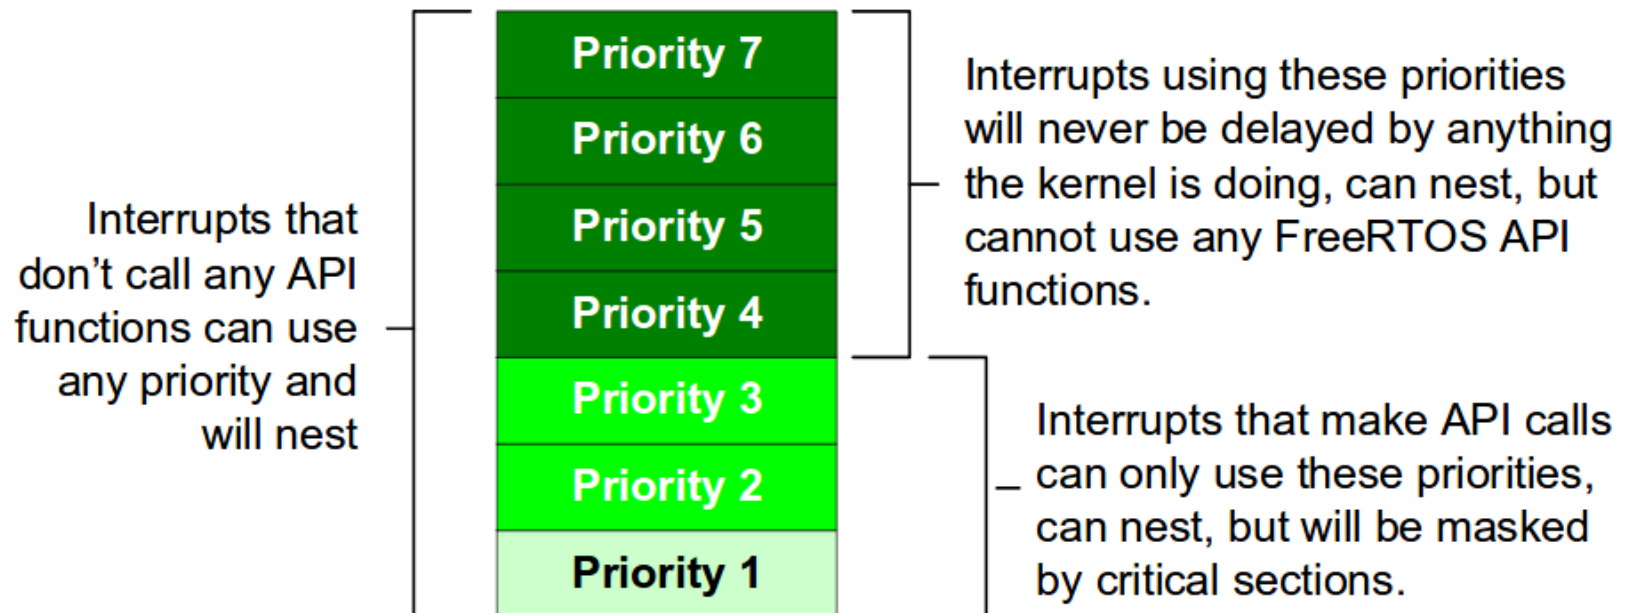 Interrupts that
don’t call any API
functions can use
any priority and
will nest
Priority 7
Priority 6
Priority 5
Priority 4
Priority 3
Priority 2
Priority 1
Interrupts using these priorities
will never be delayed by anything
the kernel is doing, can nest, but
cannot use any FreeRTOS API
functions.
Interrupts that make API calls
can only use these priorities,
can nest, but will be masked
by critical sections.